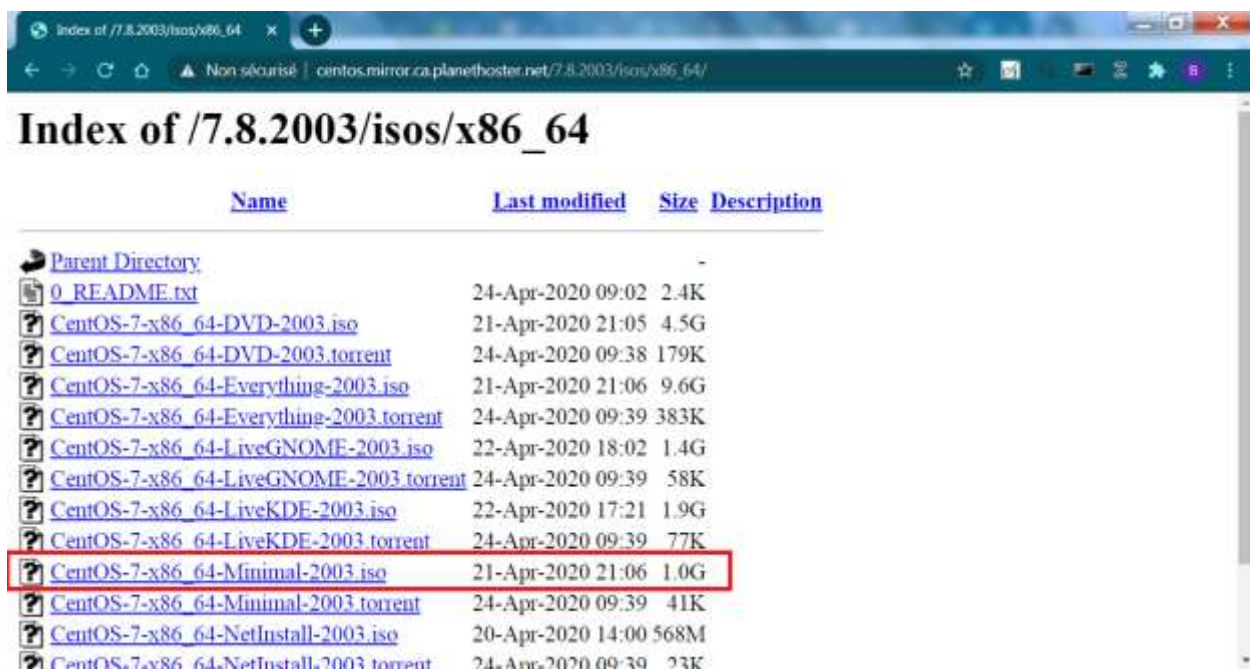 Index of /7.8.2003/isos/x86_64
Non sécurisé | centos.mirror.ca.planethoster.net/7.8.2003/isos/x86_64/
Index of /7.8.2003/isos/x86_64
Name Last modified Size Description
Parent Directory -
0_README.txt 24-Apr-2020 09:02 2.4K
CentOS-7-x86_64-DVD-2003.iso 21-Apr-2020 21:05 4.5G
CentOS-7-x86_64-DVD-2003.torrent 24-Apr-2020 09:38 179K
CentOS-7-x86_64-Everything-2003.iso 21-Apr-2020 21:06 9.6G
CentOS-7-x86_64-Everything-2003.torrent 24-Apr-2020 09:39 383K
CentOS-7-x86_64-LiveGNOME-2003.iso 22-Apr-2020 18:02 1.4G
CentOS-7-x86_64-LiveGNOME-2003.torrent 24-Apr-2020 09:39 58K
CentOS-7-x86_64-LiveKDE-2003.iso 22-Apr-2020 17:21 1.9G
CentOS-7-x86_64-LiveKDE-2003.torrent 24-Apr-2020 09:39 77K
CentOS-7-x86_64-Minimal-2003.iso 21-Apr-2020 21:06 1.0G
CentOS-7-x86_64-Minimal-2003.torrent 24-Apr-2020 09:39 41K
CentOS-7-x86_64-NetInstall-2003.iso 20-Apr-2020 14:00 568M
CentOS-7-x86_64-NetInstall-2003.torrent 24-Apr-2020 09:39 23K